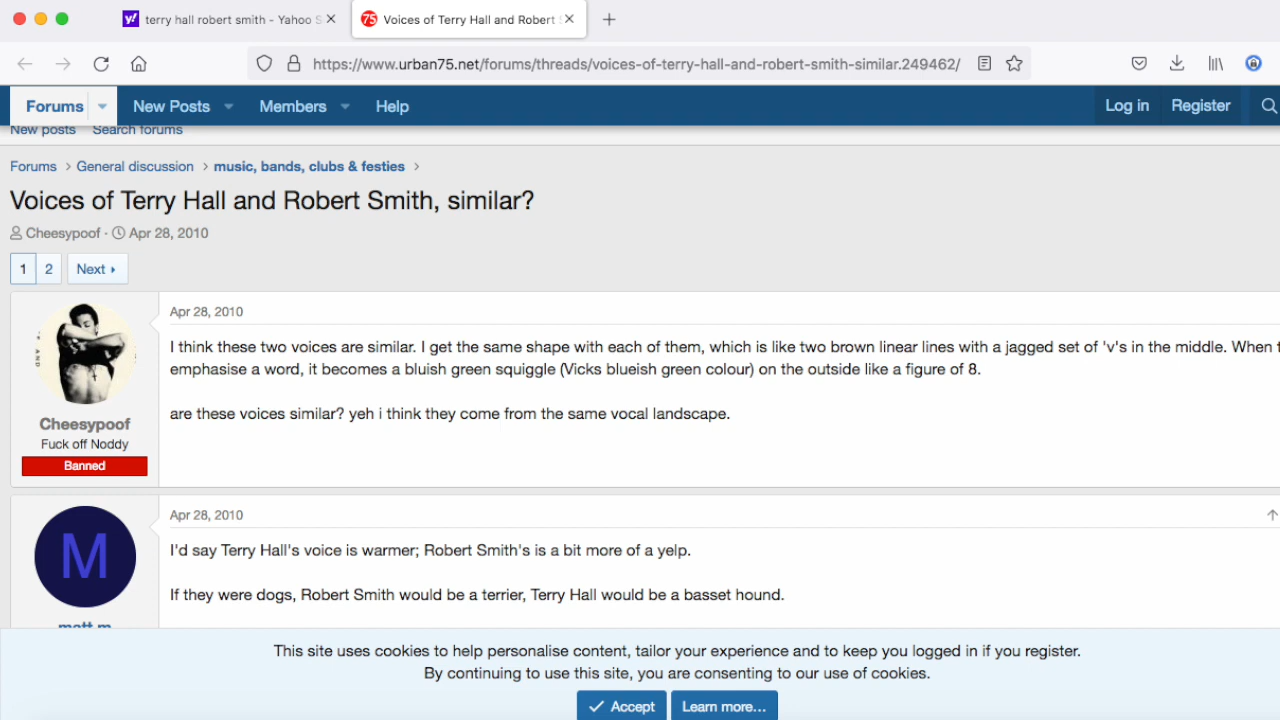 terry hall robert smith - Yahoo S
75 Voices of Terry Hall and Robert S
https://www.urban75.net/forums/threads/voices-of-terry-hall-and-robert-smith-similar.249462/
Forums New Posts Members Help Log in Register
New posts Search forums
Forums > General discussion > music, bands, clubs & festies >
Voices of Terry Hall and Robert Smith, similar?
Cheesypoof · Apr 28, 2010
1 2 Next
Apr 28, 2010
I think these two voices are similar. I get the same shape with each of them, which is like two brown linear lines with a jagged set of 'v's in the middle. When t
emphasise a word, it becomes a bluish green squiggle (Vicks blueish green colour) on the outside like a figure of 8.
are these voices similar? yeh i think they come from the same vocal landscape.
AND
Cheesypoof
Fuck off Noddy
Banned
Apr 28, 2010
I'd say Terry Hall's voice is warmer; Robert Smith's is a bit more of a yelp.
If they were dogs, Robert Smith would be a terrier, Terry Hall would be a basset hound.
M
matt m
This site uses cookies to help personalise content, tailor your experience and to keep you logged in if you register.
By continuing to use this site, you are consenting to our use of cookies.
Accept Learn more...